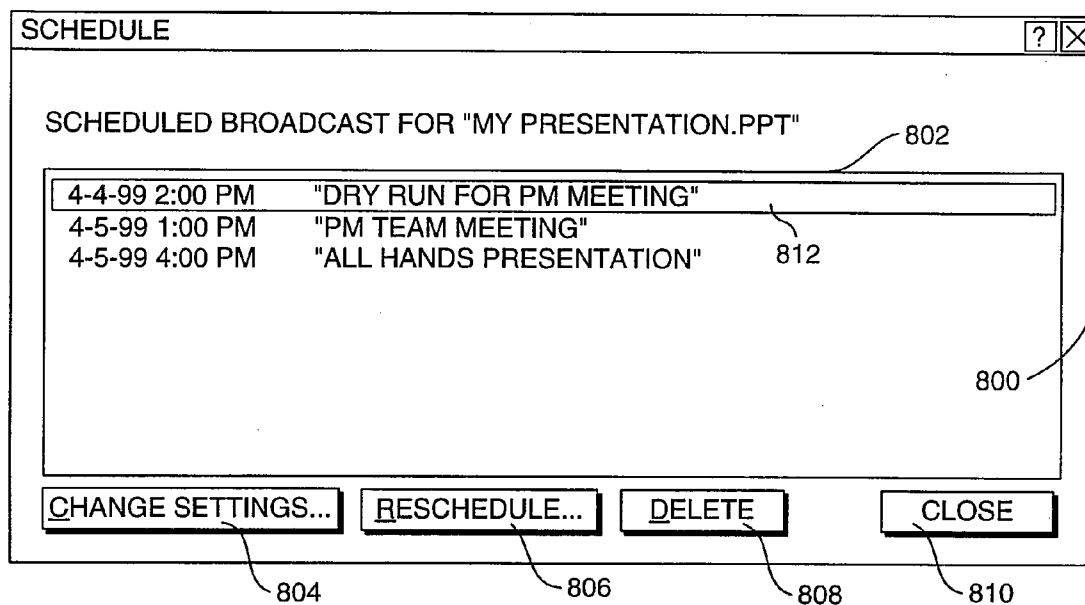 SCHEDULE ?
SCHEDULED BROADCAST FOR "MY PRESENTATION.PPT"
802
4-4-99 2:00 PM "DRY RUN FOR PM MEETING"
4-5-99 1:00 PM "PM TEAM MEETING"
4-5-99 4:00 PM "ALL HANDS PRESENTATION"
812
800
CHANGE SETTINGS... RESCHEDULE... DELETE CLOSE
804 806 808 810